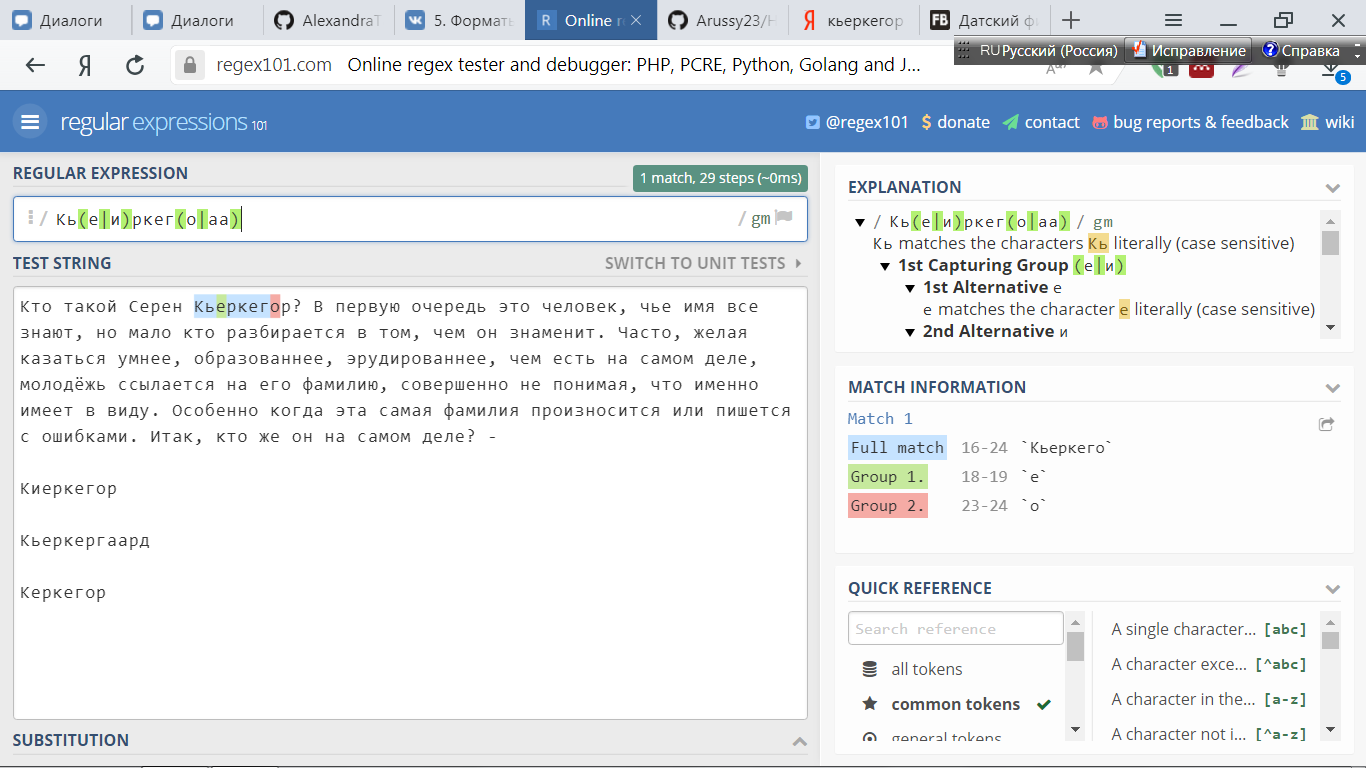 Диалоги
Диалоги
AlexandraT
5. Формать
Online re
Arussy23/H
кьеркегор
Датский фи
RU Русский (Россия) Исправление Справка
regex101.com Online regex tester and debugger: PHP, PCRE, Python, Golang and J...
1
5
regular expressions 101
@regex101 donate contact bug reports & feedback wiki
REGULAR EXPRESSION
1 match, 29 steps (~0ms)
/ Кь(е|и)ркег(о|аа) / gm
TEST STRING
SWITCH TO UNIT TESTS
Кто такой Серен Кьеркегор? В первую очередь это человек, чье имя все
знают, но мало кто разбирается в том, чем он знаменит. Часто, желая
казаться умнее, образованнее, эрудированнее, чем есть на самом деле,
молодёжь ссылается на его фамилию, совершенно не понимая, что именно
имеет в виду. Особенно когда эта самая фамилия произносится или пишется
с ошибками. Итак, кто же он на самом деле? -
Киеркегор
Кьеркергаард
Керкегор
SUBSTITUTION
EXPLANATION
/ Кь(е|и)ркег(о|аа) / gm
Кь matches the characters Кь literally (case sensitive)
1st Capturing Group (е|и)
1st Alternative е
е matches the character е literally (case sensitive)
2nd Alternative и
MATCH INFORMATION
Match 1
Full match 16-24 `Кьеркего`
Group 1. 18-19 `е`
Group 2. 23-24 `о`
QUICK REFERENCE
Search reference
all tokens
common tokens
general tokens
A single character... [abc]
A character exce... [^abc]
A character in the... [a-z]
A character not i... [^a-z]